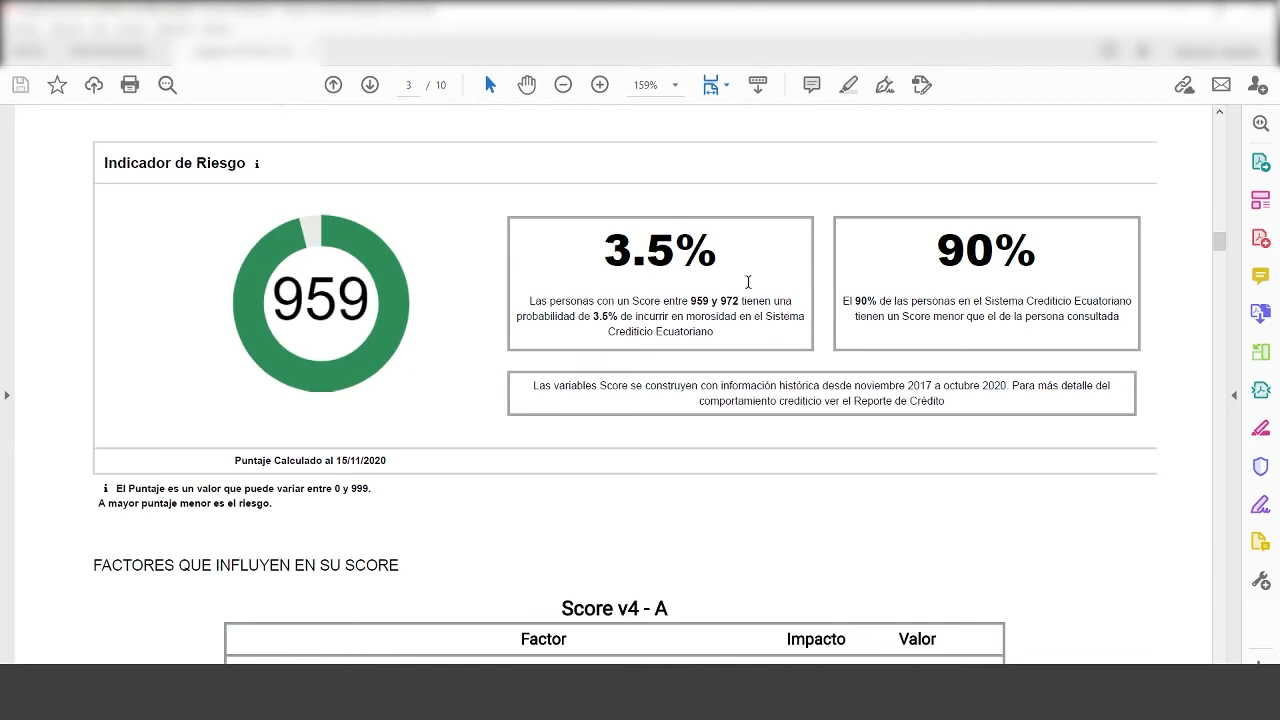 3 / 10
159%
Indicador de Riesgo i
959
3.5%
Las personas con un Score entre 959 y 972 tienen una
probabilidad de 3.5% de incurrir en morosidad en el Sistema
Crediticio Ecuatoriano
90%
El 90% de las personas en el Sistema Crediticio Ecuatoriano
tienen un Score menor que el de la persona consultada
Las variables Score se construyen con información histórica desde noviembre 2017 a octubre 2020. Para más detalle del
comportamiento crediticio ver el Reporte de Crédito
Puntaje Calculado al 15/11/2020
i El Puntaje es un valor que puede variar entre 0 y 999.
A mayor puntaje menor es el riesgo.
FACTORES QUE INFLUYEN EN SU SCORE
Score v4 - A
Factor Impacto Valor